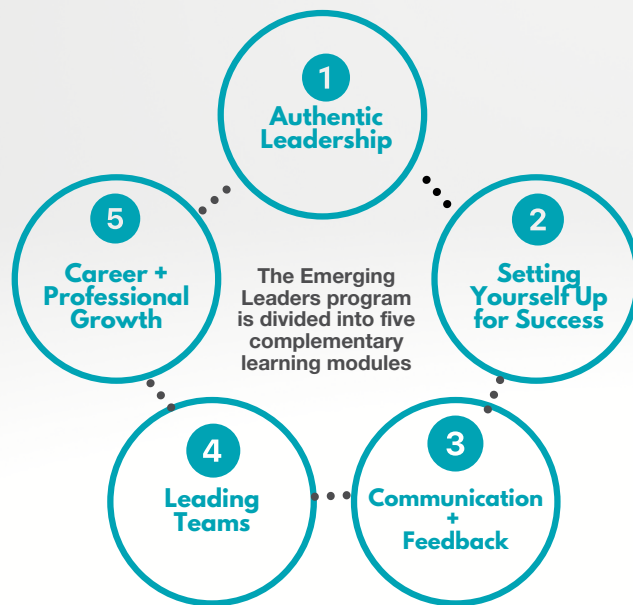 1
Authentic
Leadership
2
Setting
Yourself Up
for Success
3
Communication
+
Feedback
4
Leading
Teams
5
Career +
Professional
Growth
The Emerging
Leaders program
is divided into five
complementary
learning modules